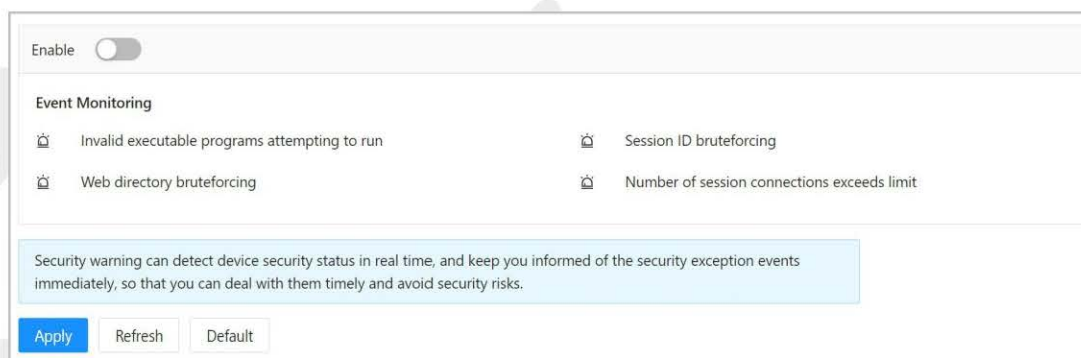 Enable
Event Monitoring
Invalid executable programs attempting to run
Session ID bruteforcing
Web directory bruteforcing
Number of session connections exceeds limit
Security warning can detect device security status in real time, and keep you informed of the security exception events
immediately, so that you can deal with them timely and avoid security risks.
Apply Refresh Default